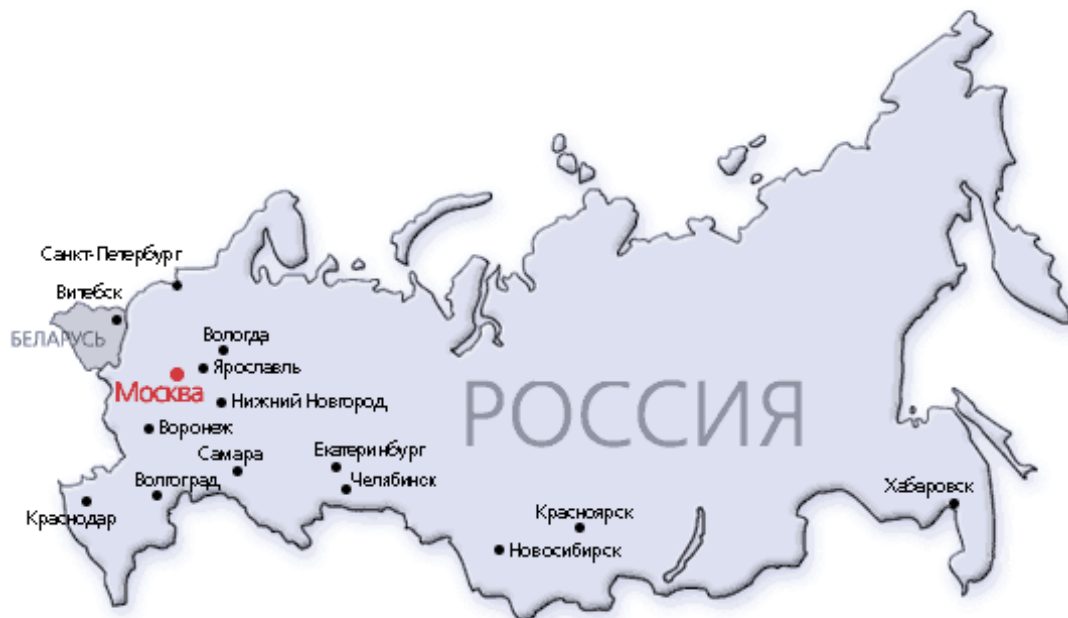 Санкт-Петербург
Витебск
БЕЛАРУСЬ
Вологда
Ярославль
Москва
Нижний Новгород
РОССИЯ
Воронеж
Самара
Екатеринбург
Волгоград
Челябинск
Краснодар
Хабаровск
Красноярск
Новосибирск